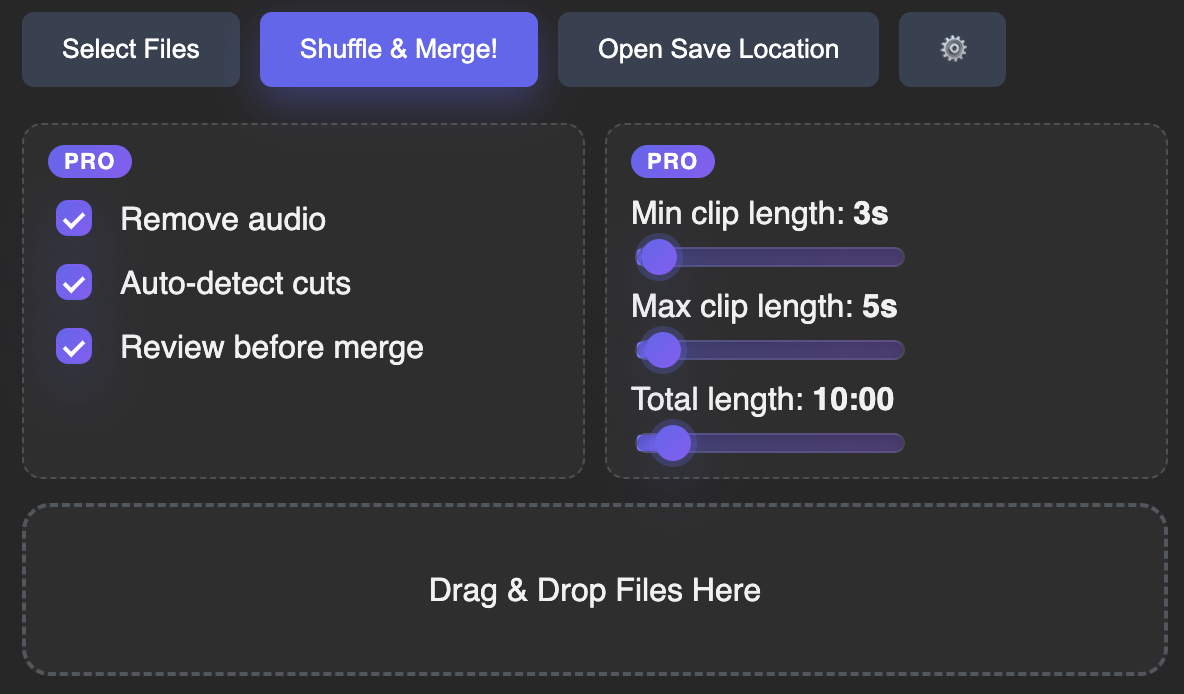 Select Files
Shuffle & Merge!
Open Save Location
PRO
Remove audio
Auto-detect cuts
Review before merge
PRO
Min clip length: 3s
Max clip length: 5s
Total length: 10:00
Drag & Drop Files Here